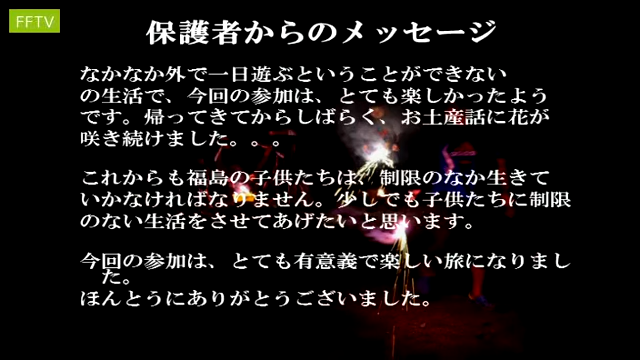 FFTV
保護者からのメッセージ
なかなか外で一日遊ぶということができない
の生活で、今回の参加は、とても楽しかったよう
です。帰ってきてからしばらく、お土産話に花が
咲き続けました。。。
これからも福島の子供たちは、制限のなか生きて
いかなければなりません。少しでも子供たちに制限
のない生活をさせてあげたいと思います。
今回の参加は、とても有意義で楽しい旅になりまし
た。
ほんとうにありがとうございました。